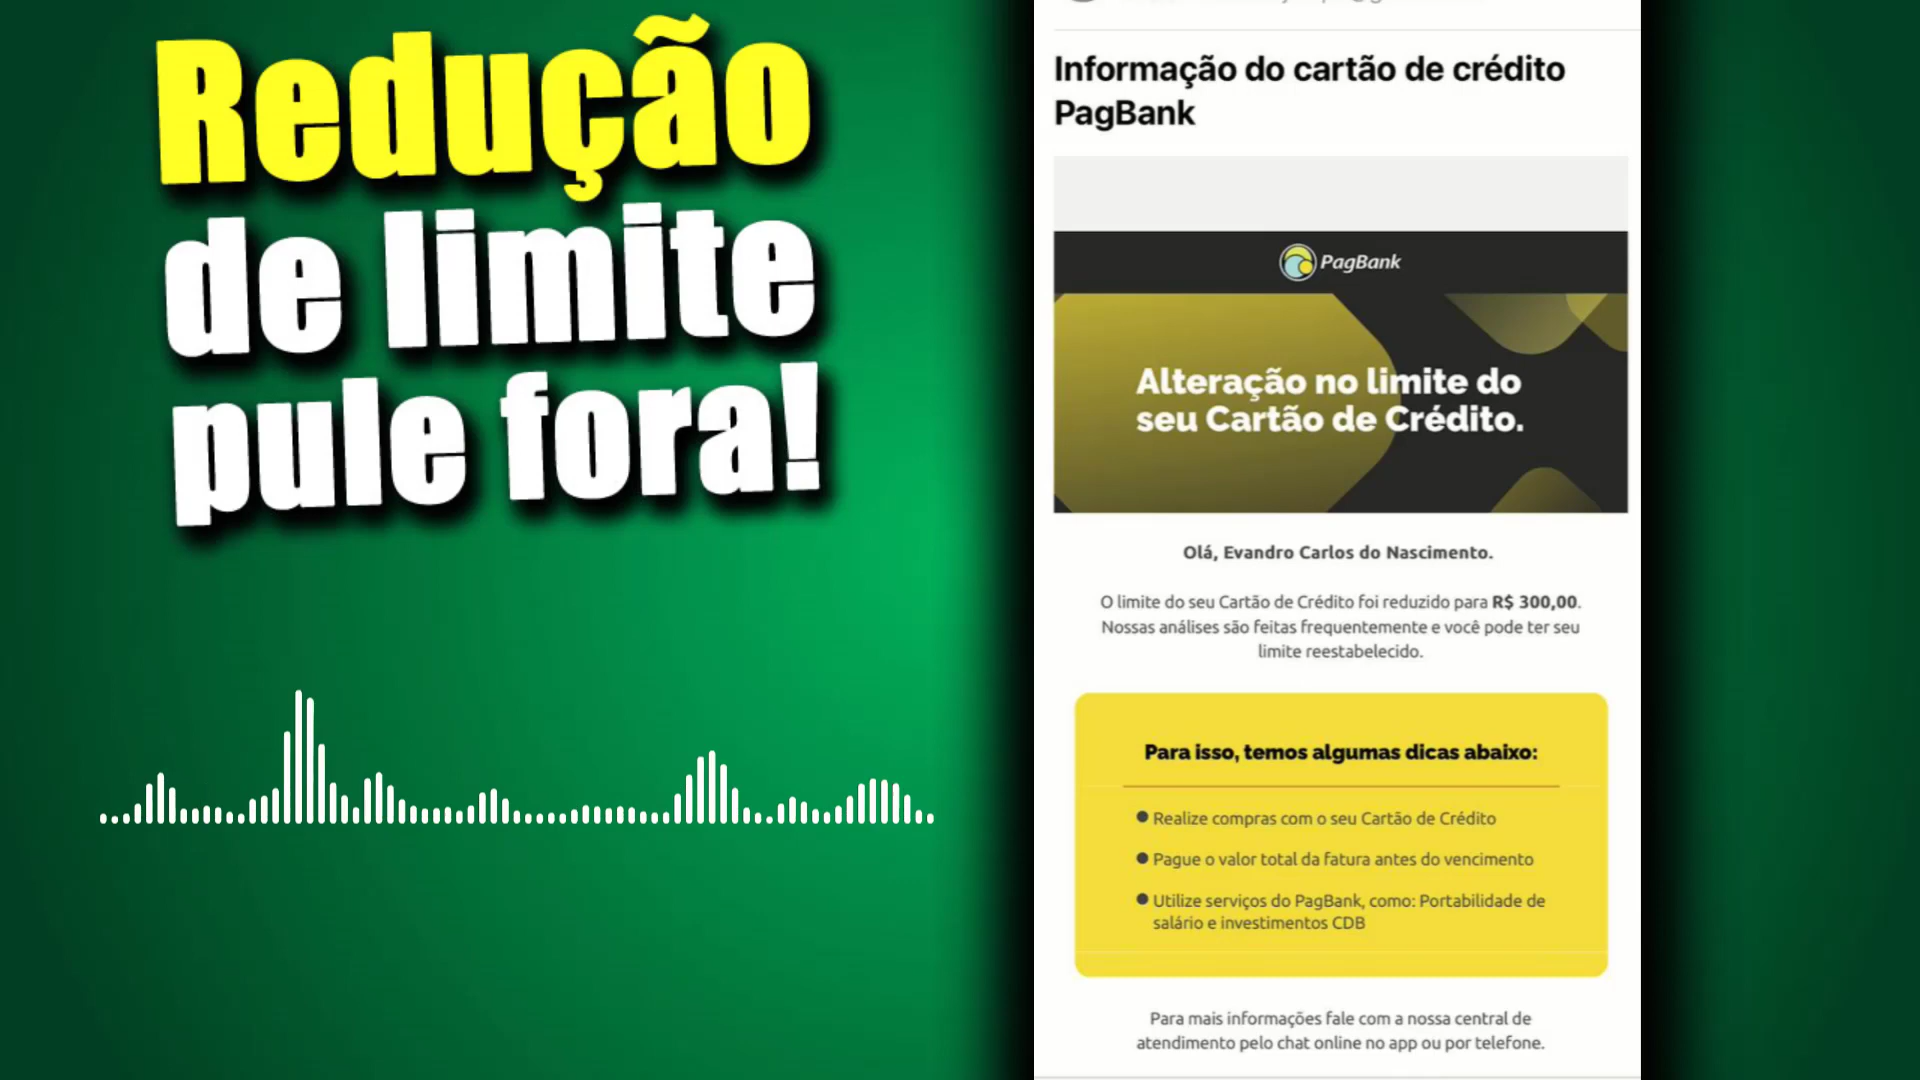 Redução
de limite
pule fora!
Informação do cartão de crédito
PagBank
PagBank
Alteração no limite do
seu Cartão de Crédito.
Olá, Evandro Carlos do Nascimento.
O limite do seu Cartão de Crédito foi reduzido para R$ 300,00.
Nossas análises são feitas frequentemente e você pode ter seu
limite reestabelecido.
Para isso, temos algumas dicas abaixo:
● Realize compras com o seu Cartão de Crédito
● Pague o valor total da fatura antes do vencimento
● Utilize serviços do PagBank, como: Portabilidade de
salário e investimentos CDB
Para mais informações fale com a nossa central de
atendimento pelo chat online no app ou por telefone.